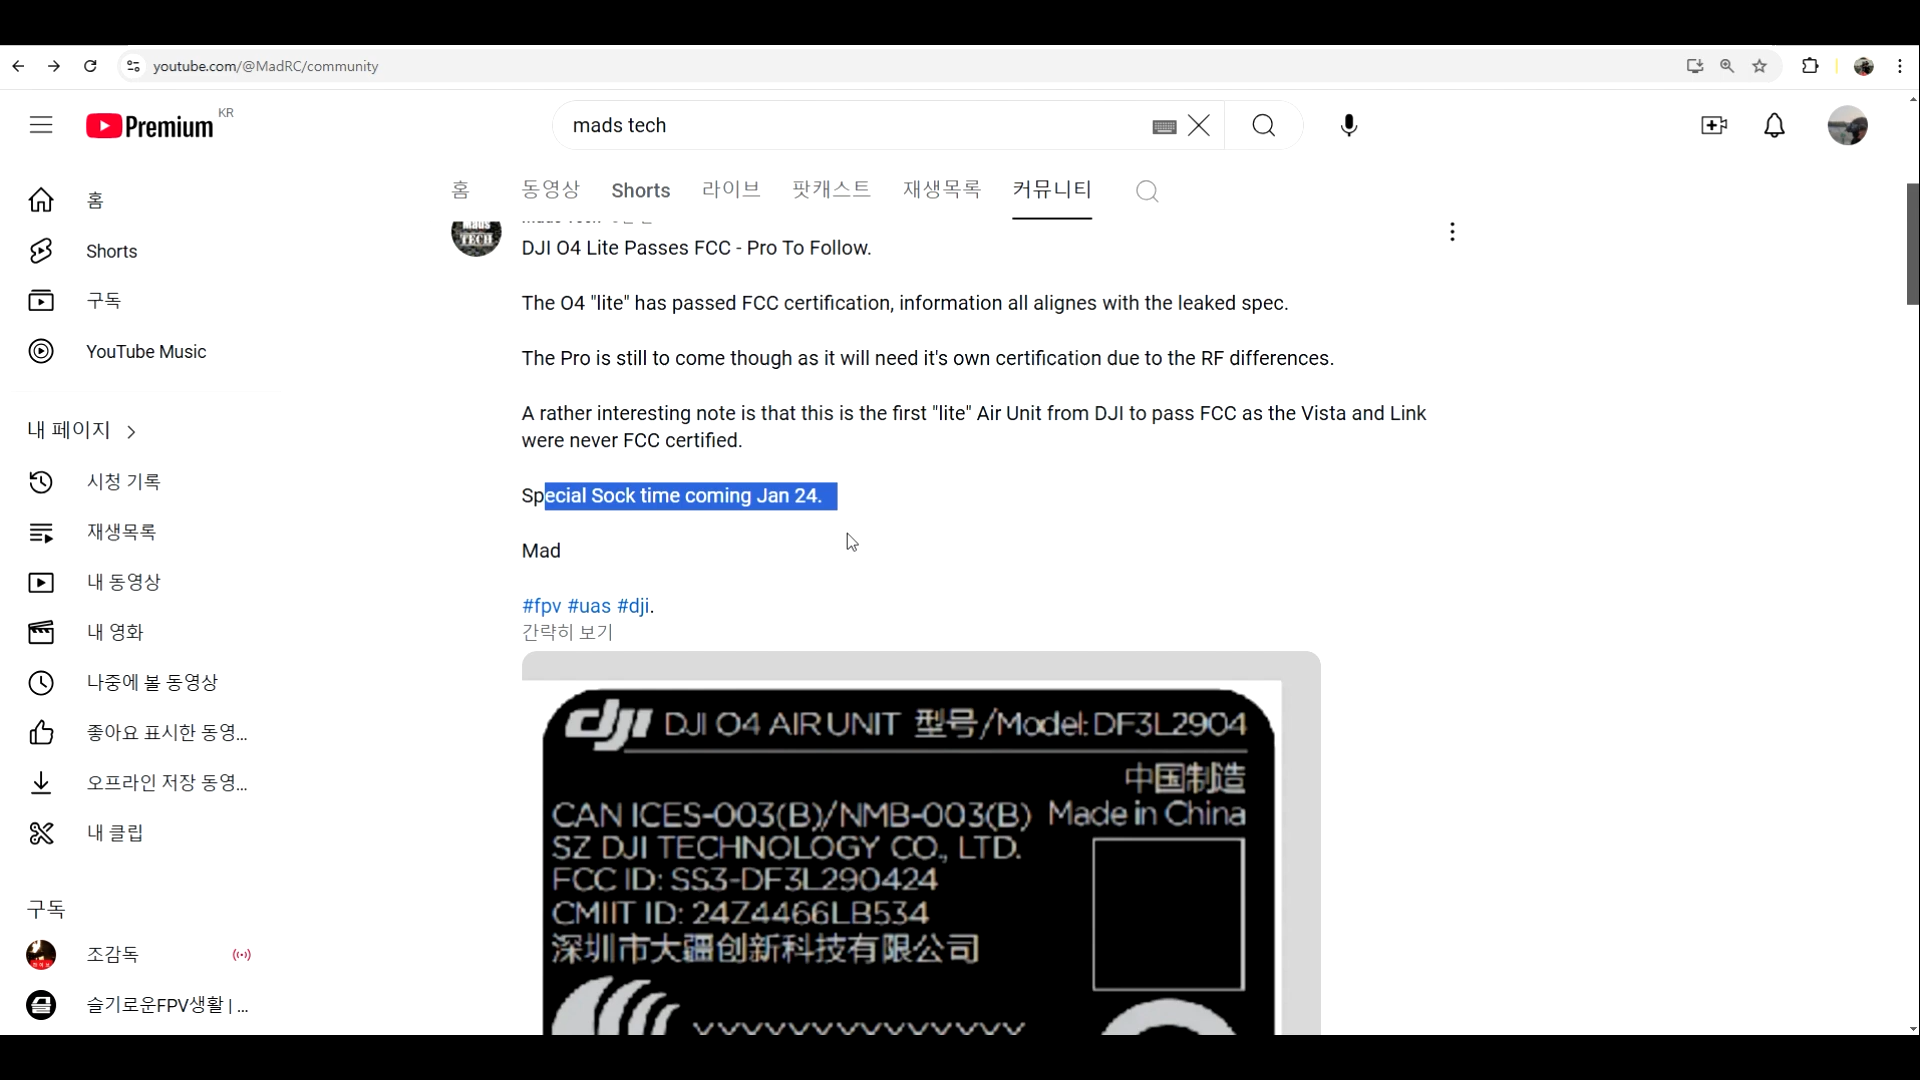 youtube.com/@MadRC/community
Premium KR
mads tech
홈
Shorts
구독
YouTube Music
내 페이지
시청 기록
재생목록
내 동영상
내 영화
나중에 볼 동영상
좋아요 표시한 동영...
오프라인 저장 동영...
내 클립
구독
조감독
슬기로운FPV생활 | ...
홈 동영상 Shorts 라이브 팟캐스트 재생목록 커뮤니티
DJI O4 Lite Passes FCC - Pro To Follow.
The O4 "lite" has passed FCC certification, information all alignes with the leaked spec.
The Pro is still to come though as it will need it's own certification due to the RF differences.
A rather interesting note is that this is the first "lite" Air Unit from DJI to pass FCC as the Vista and Link
were never FCC certified.
Special Sock time coming Jan 24.
Mad
#fpv #uas #dji.
간략히 보기
dji DJI O4 AIR UNIT 型号/Model: DF3L2904
中国制造
CAN ICES-003(B)/NMB-003(B) Made in China
SZ DJI TECHNOLOGY CO., LTD.
FCC ID: SS3-DF3L290424
CMIIT ID: 24Z4466LB534
深圳市大疆创新科技有限公司